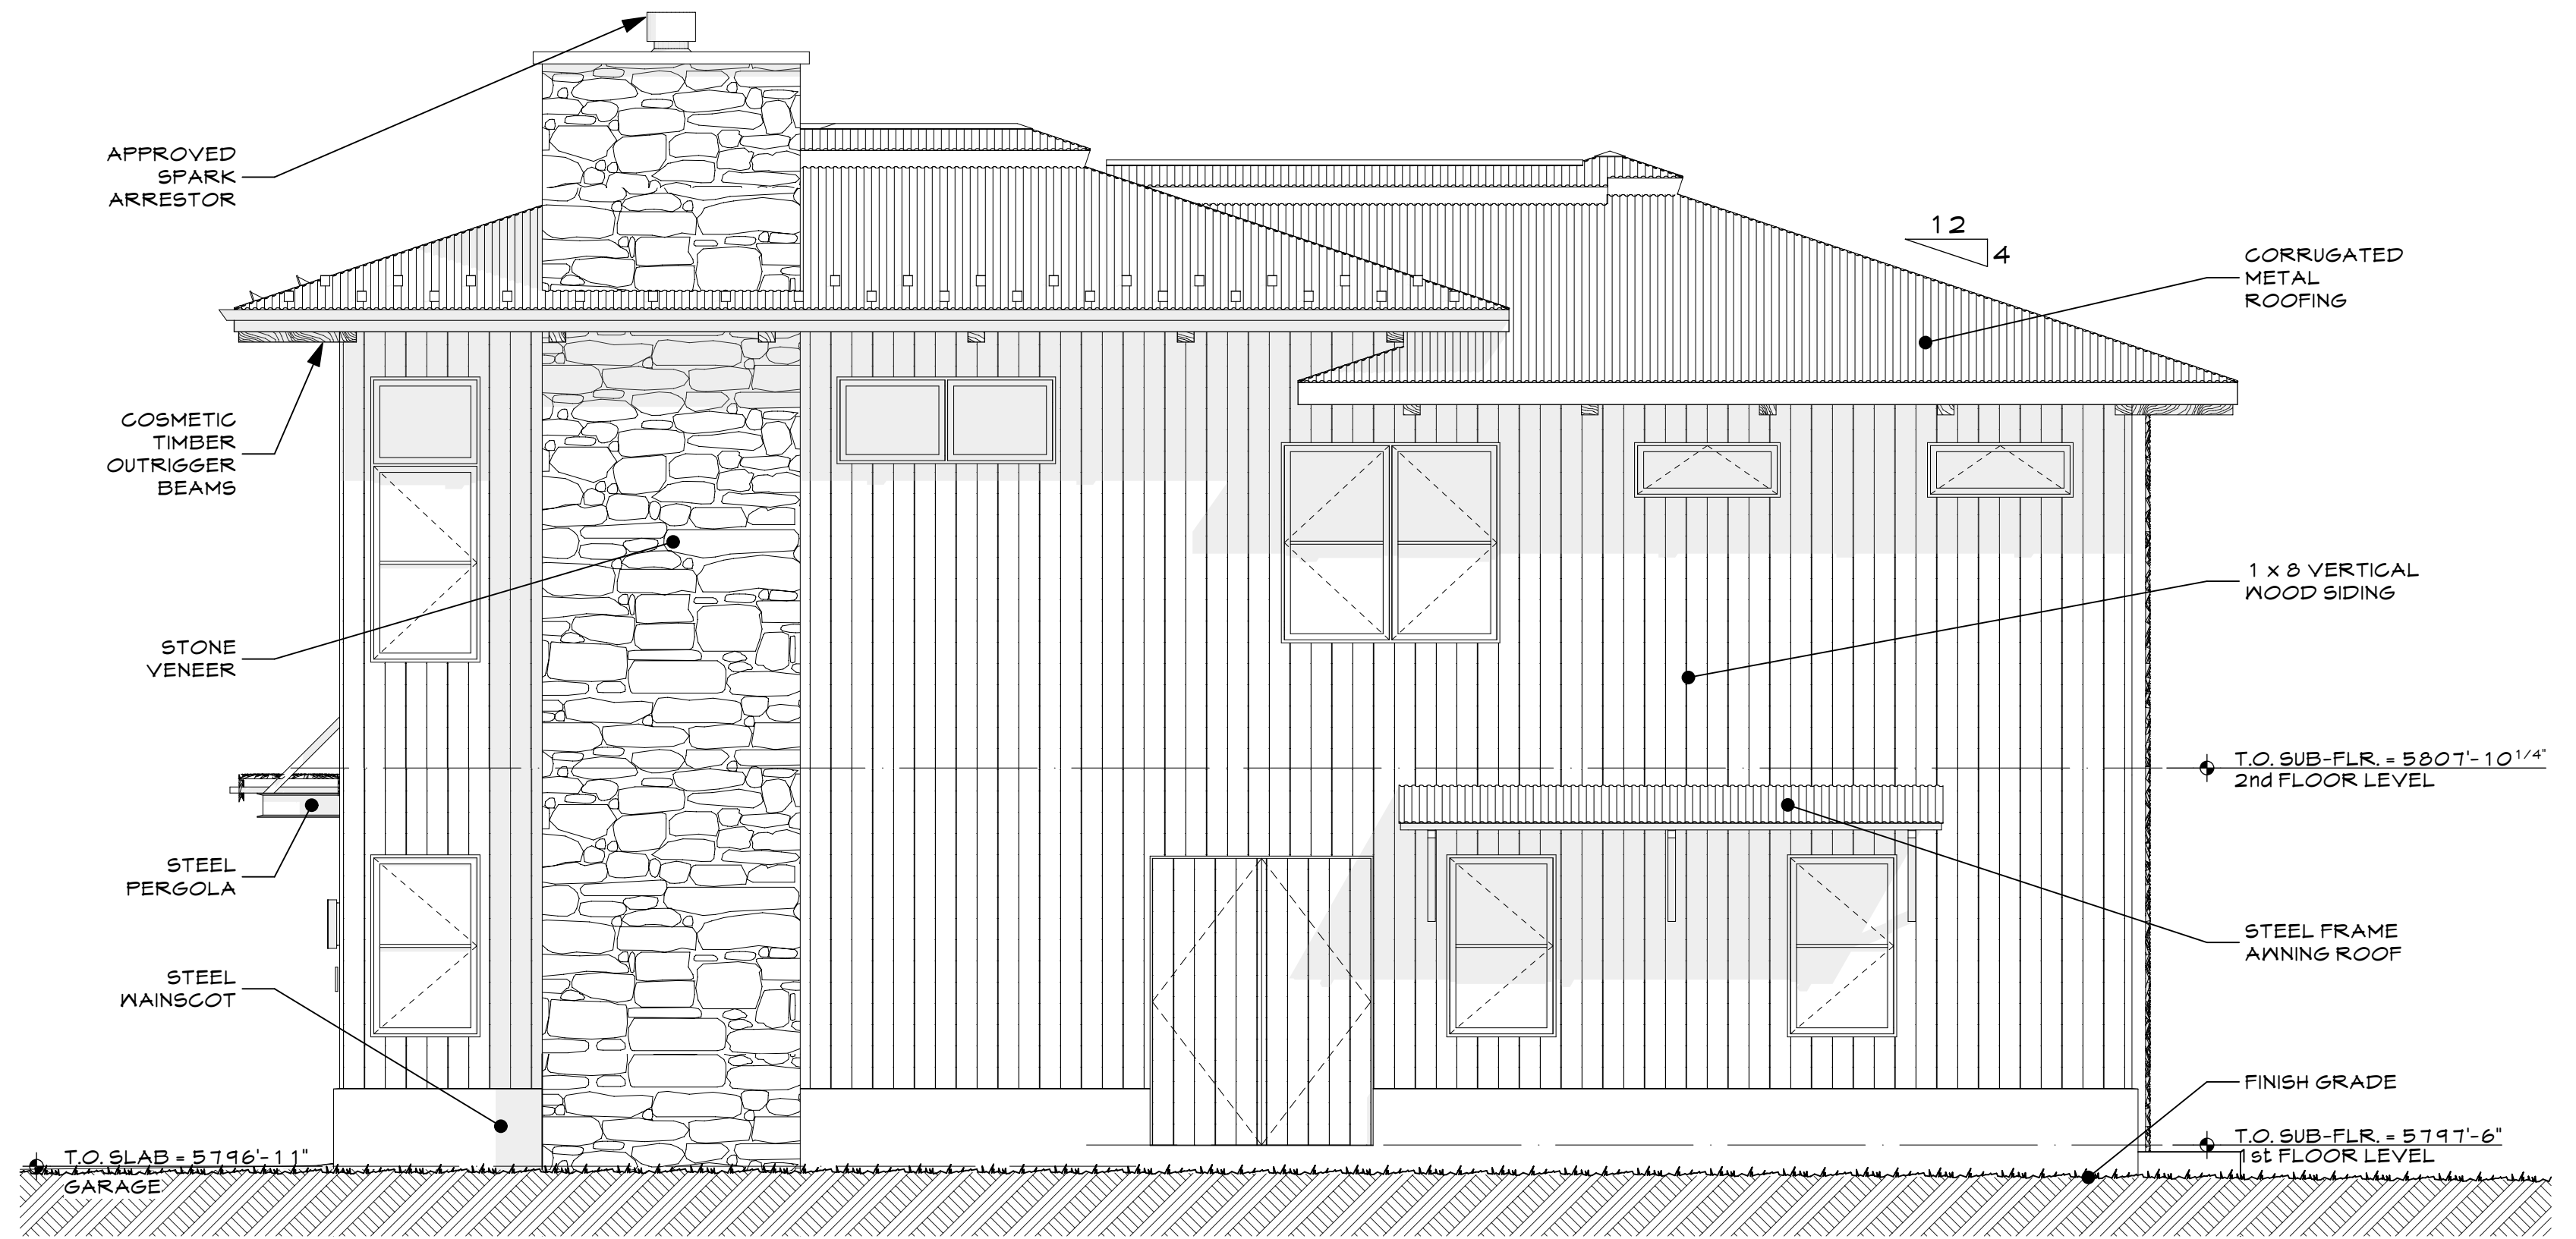 APPROVED
SPARK
ARRESTOR
12
4
CORRUGATED
METAL
ROOFING
COSMETIC
TIMBER
OUTRIGGER
BEAMS
1 x 8 VERTICAL
WOOD SIDING
STONE
VENEER
T.O. SUB-FLR. = 5807'-10 1/4"
2nd FLOOR LEVEL
STEEL
PERGOLA
STEEL FRAME
AWNING ROOF
STEEL
WAINSCOT
FINISH GRADE
T.O. SUB-FLR. = 5797'-6"
1st FLOOR LEVEL
T.O. SLAB = 5796'-11"
GARAGE